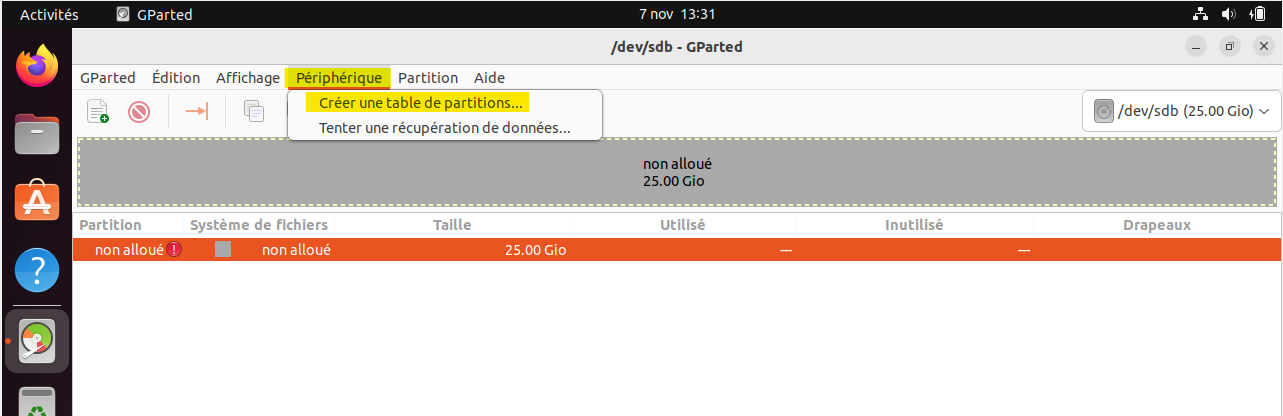 Activités GParted 7 nov 13:31
/dev/sdb - GParted
GParted Édition Affichage Périphérique Partition Aide
Créer une table de partitions...
Tenter une récupération de données...
/dev/sdb (25.00 Gio)
non alloué
25.00 Gio
Partition Système de fichiers Taille Utilisé Inutilisé Drapeaux
non alloué non alloué 25.00 Gio --- ---